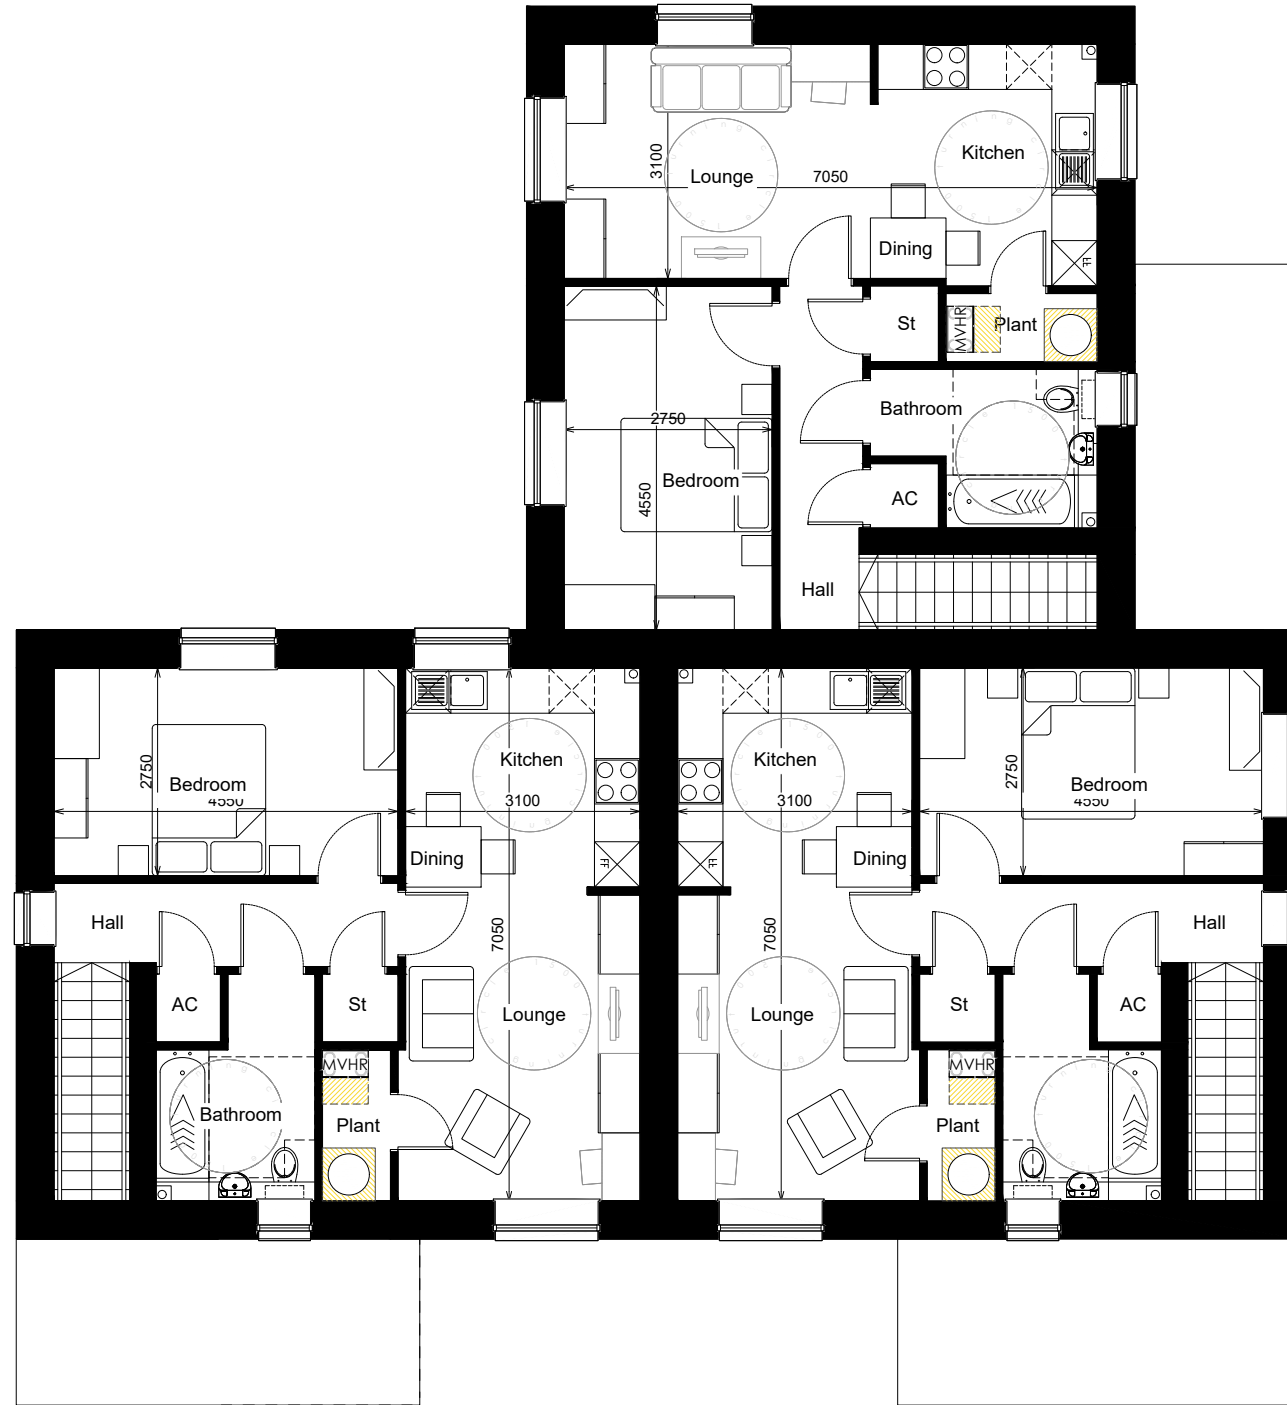 Kitchen
3100
Lounge
7050
Dining
FF
St
MVHR
Plant
Bathroom
2750
Bedroom
4550
AC
Hall
Kitchen
Kitchen
2750
Bedroom
4550
3100
3100
2750
Bedroom
4550
Dining
FF
FF
Dining
Hall
7050
7050
Hall
AC
St
Lounge
Lounge
St
AC
MVHR
MVHR
Bathroom
Plant
Plant